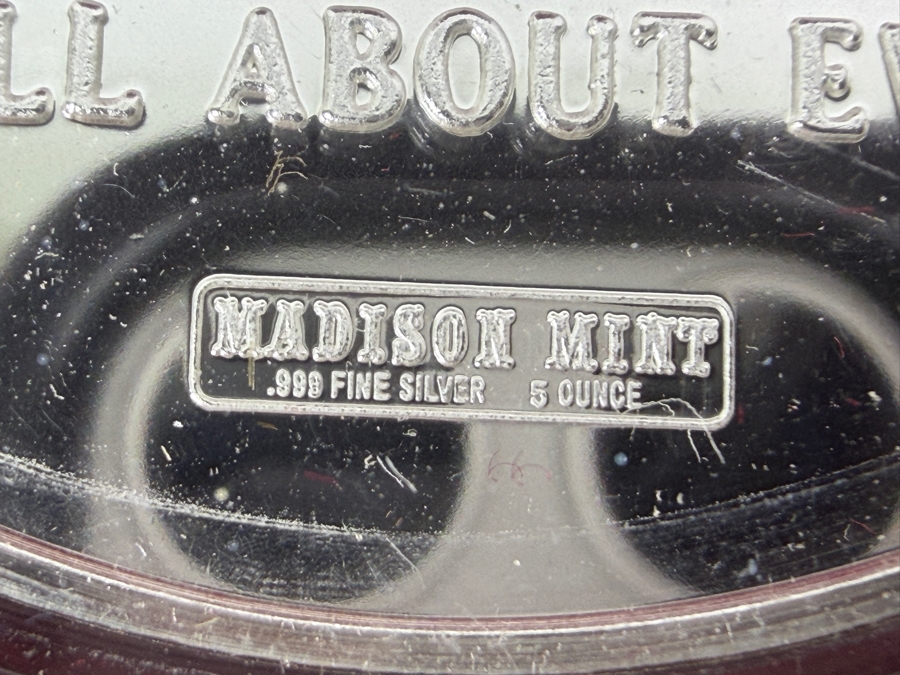 LL ABOUT E
MADISON MINT
.999 FINE SILVER 5 OUNCE